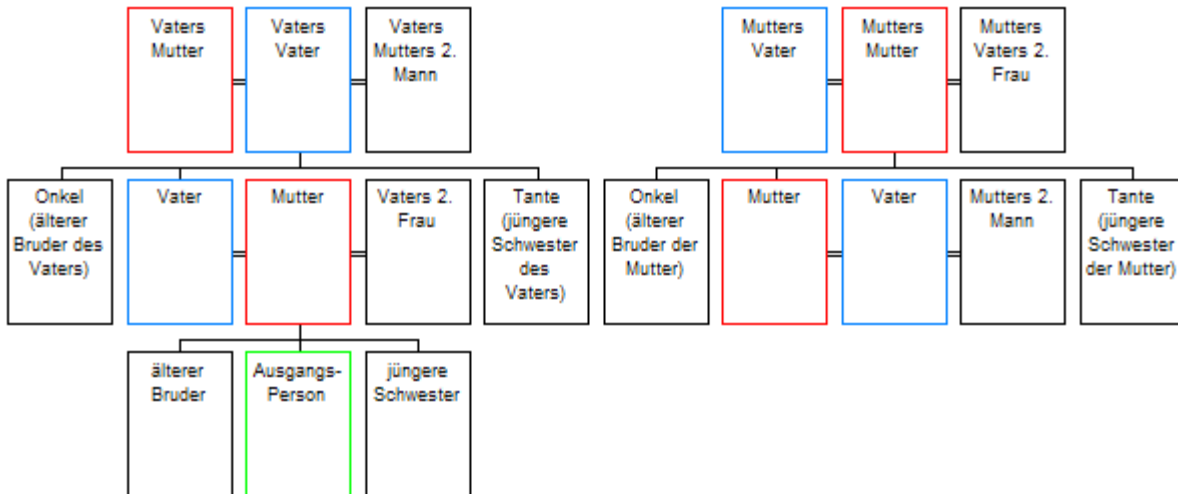 Vaters
Mutter
Vaters
Vater
Vaters
Mutters 2.
Mann
Mutters
Vater
Mutters
Mutter
Mutters
Vaters 2.
Frau
Onkel
(älterer
Bruder des
Vaters)
Vater
Mutter
Vaters 2.
Frau
Tante
(jüngere
Schwester
des
Vaters)
Onkel
(älterer
Bruder der
Mutter)
Mutter
Vater
Mutters 2.
Mann
Tante
(jüngere
Schwester
der Mutter)
älterer
Bruder
Ausgangs-
Person
jüngere
Schwester